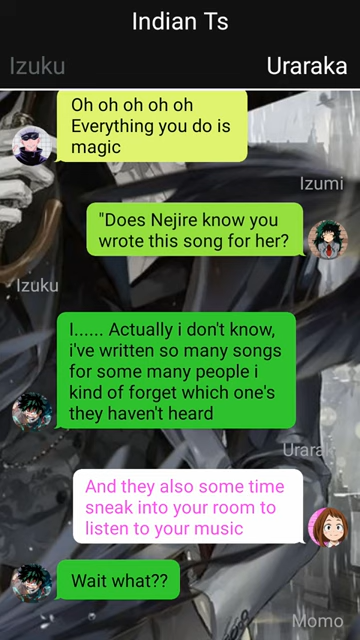 Indian Ts
Izuku
Uraraka
Oh oh oh oh oh
Everything you do is
magic
Izumi
"Does Nejire know you
wrote this song for her?
Izuku
I...... Actually i don't know,
i've written so many songs
for some many people i
kind of forget which one's
they haven't heard
Urarak
And they also some time
sneak into your room to
listen to your music
Wait what??
Momo